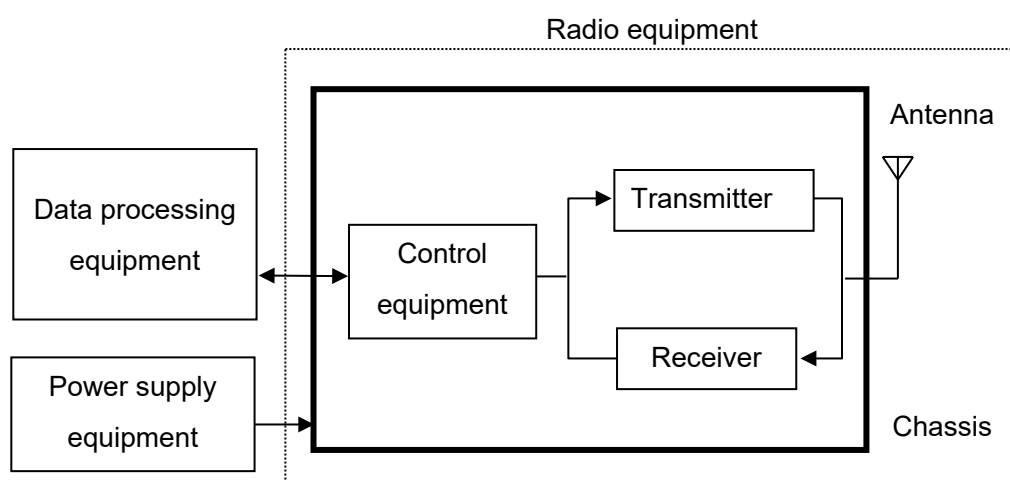 Radio equipment
Antenna
Data processing
equipment
Transmitter
Control
equipment
Receiver
Power supply
equipment
Chassis